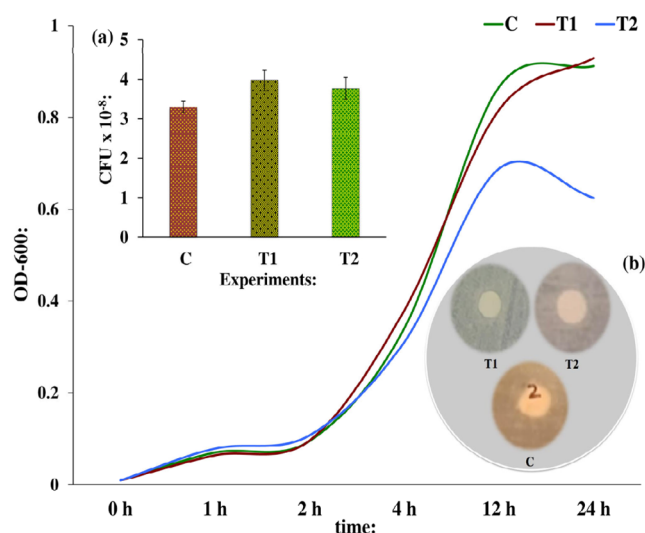 C T1 T2
1
0.8
0.6
0.4
0.2
0
OD-600:
0 h 1 h 2 h 4 h 12 h 24 h
time:
(a)
5
4
3
2
1
0
CFU x 10-8:
C T1 T2
Experiments:
(b)
T1 T2
2
C